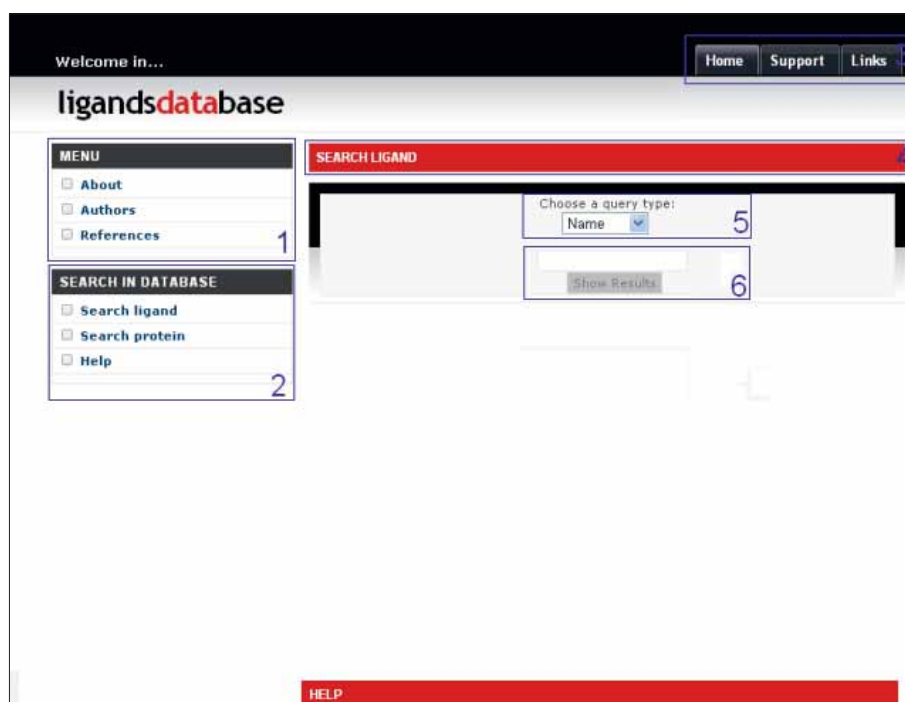 Welcome in...
Home Support Links
ligandsdatabase
MENU
About
Authors
References
1
SEARCH IN DATABASE
Search ligand
Search protein
Help
2
SEARCH LIGAND
Choose a query type:
Name
5
Show Results
6
HELP